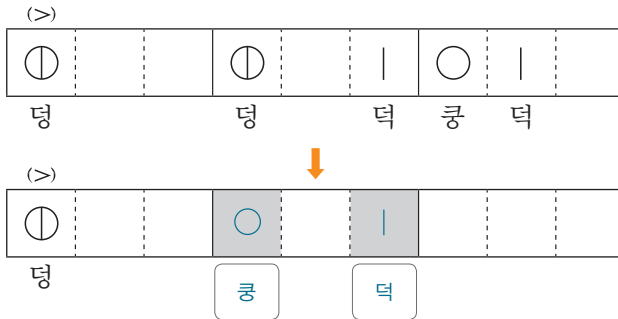 (>)
덩 덩 덕 쿵 덕
(>)
덩 쿵 덕